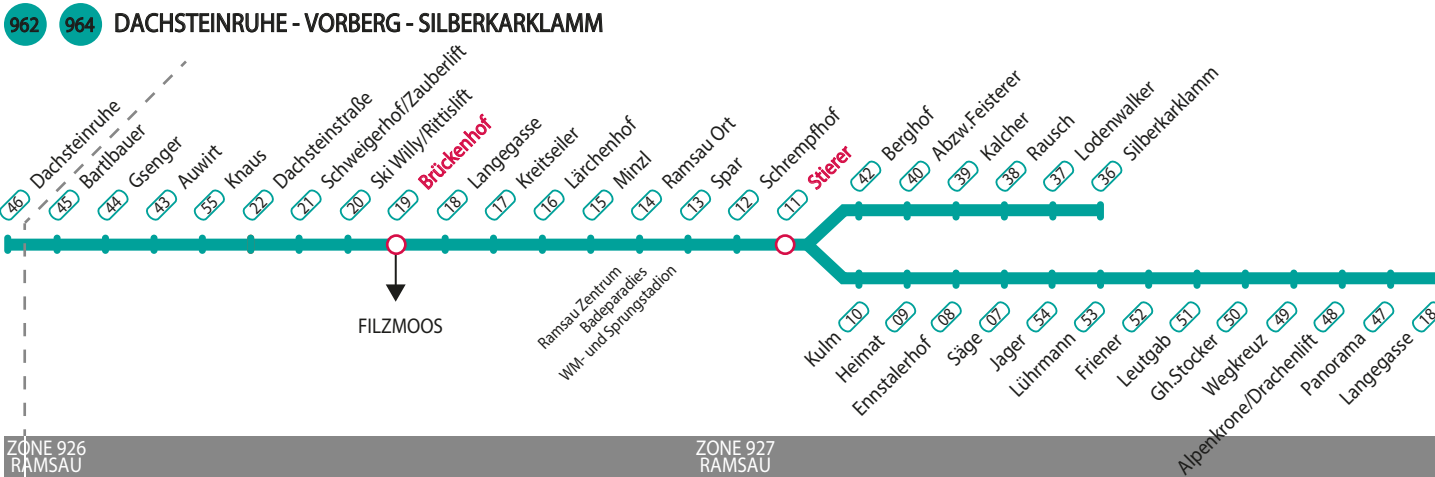 962 964 DACHSTEINRUHE - VORBERG - SILBERKARKLAMM
46 Dachsteinruhe
45 Bartlbauer
44 Gsenger
43 Auwirt
55 Knaus
22 Dachsteinstraße
21 Schweigerhof/Zauberlift
20 Ski Willy/Rittislift
19 Brückenhof
18 Langegasse
17 Kreitseiler
16 Lärchenhof
15 Minzl
14 Ramsau Ort
13 Spar
12 Schrempfhof
11 Stierer
42 Berghof
40 Abzw.Feisterer
39 Kalcher
38 Rausch
37 Lodenwalker
36 Silberkarklamm
FILZMOOS
Ramsau Zentrum
Badeparadies
WM- und Sprungstadion
Kulm 10
Heimat 09
Ennstalerhof 08
Säge 07
Jager 54
Lührmann 53
Friener 52
Leutgab 51
Gh.Stocker 50
Wegkreuz 49
Alpenkrone/Drachenlift 48
Panorama 47
Langegasse 18
ZONE 926
RAMSAU
ZONE 927
RAMSAU